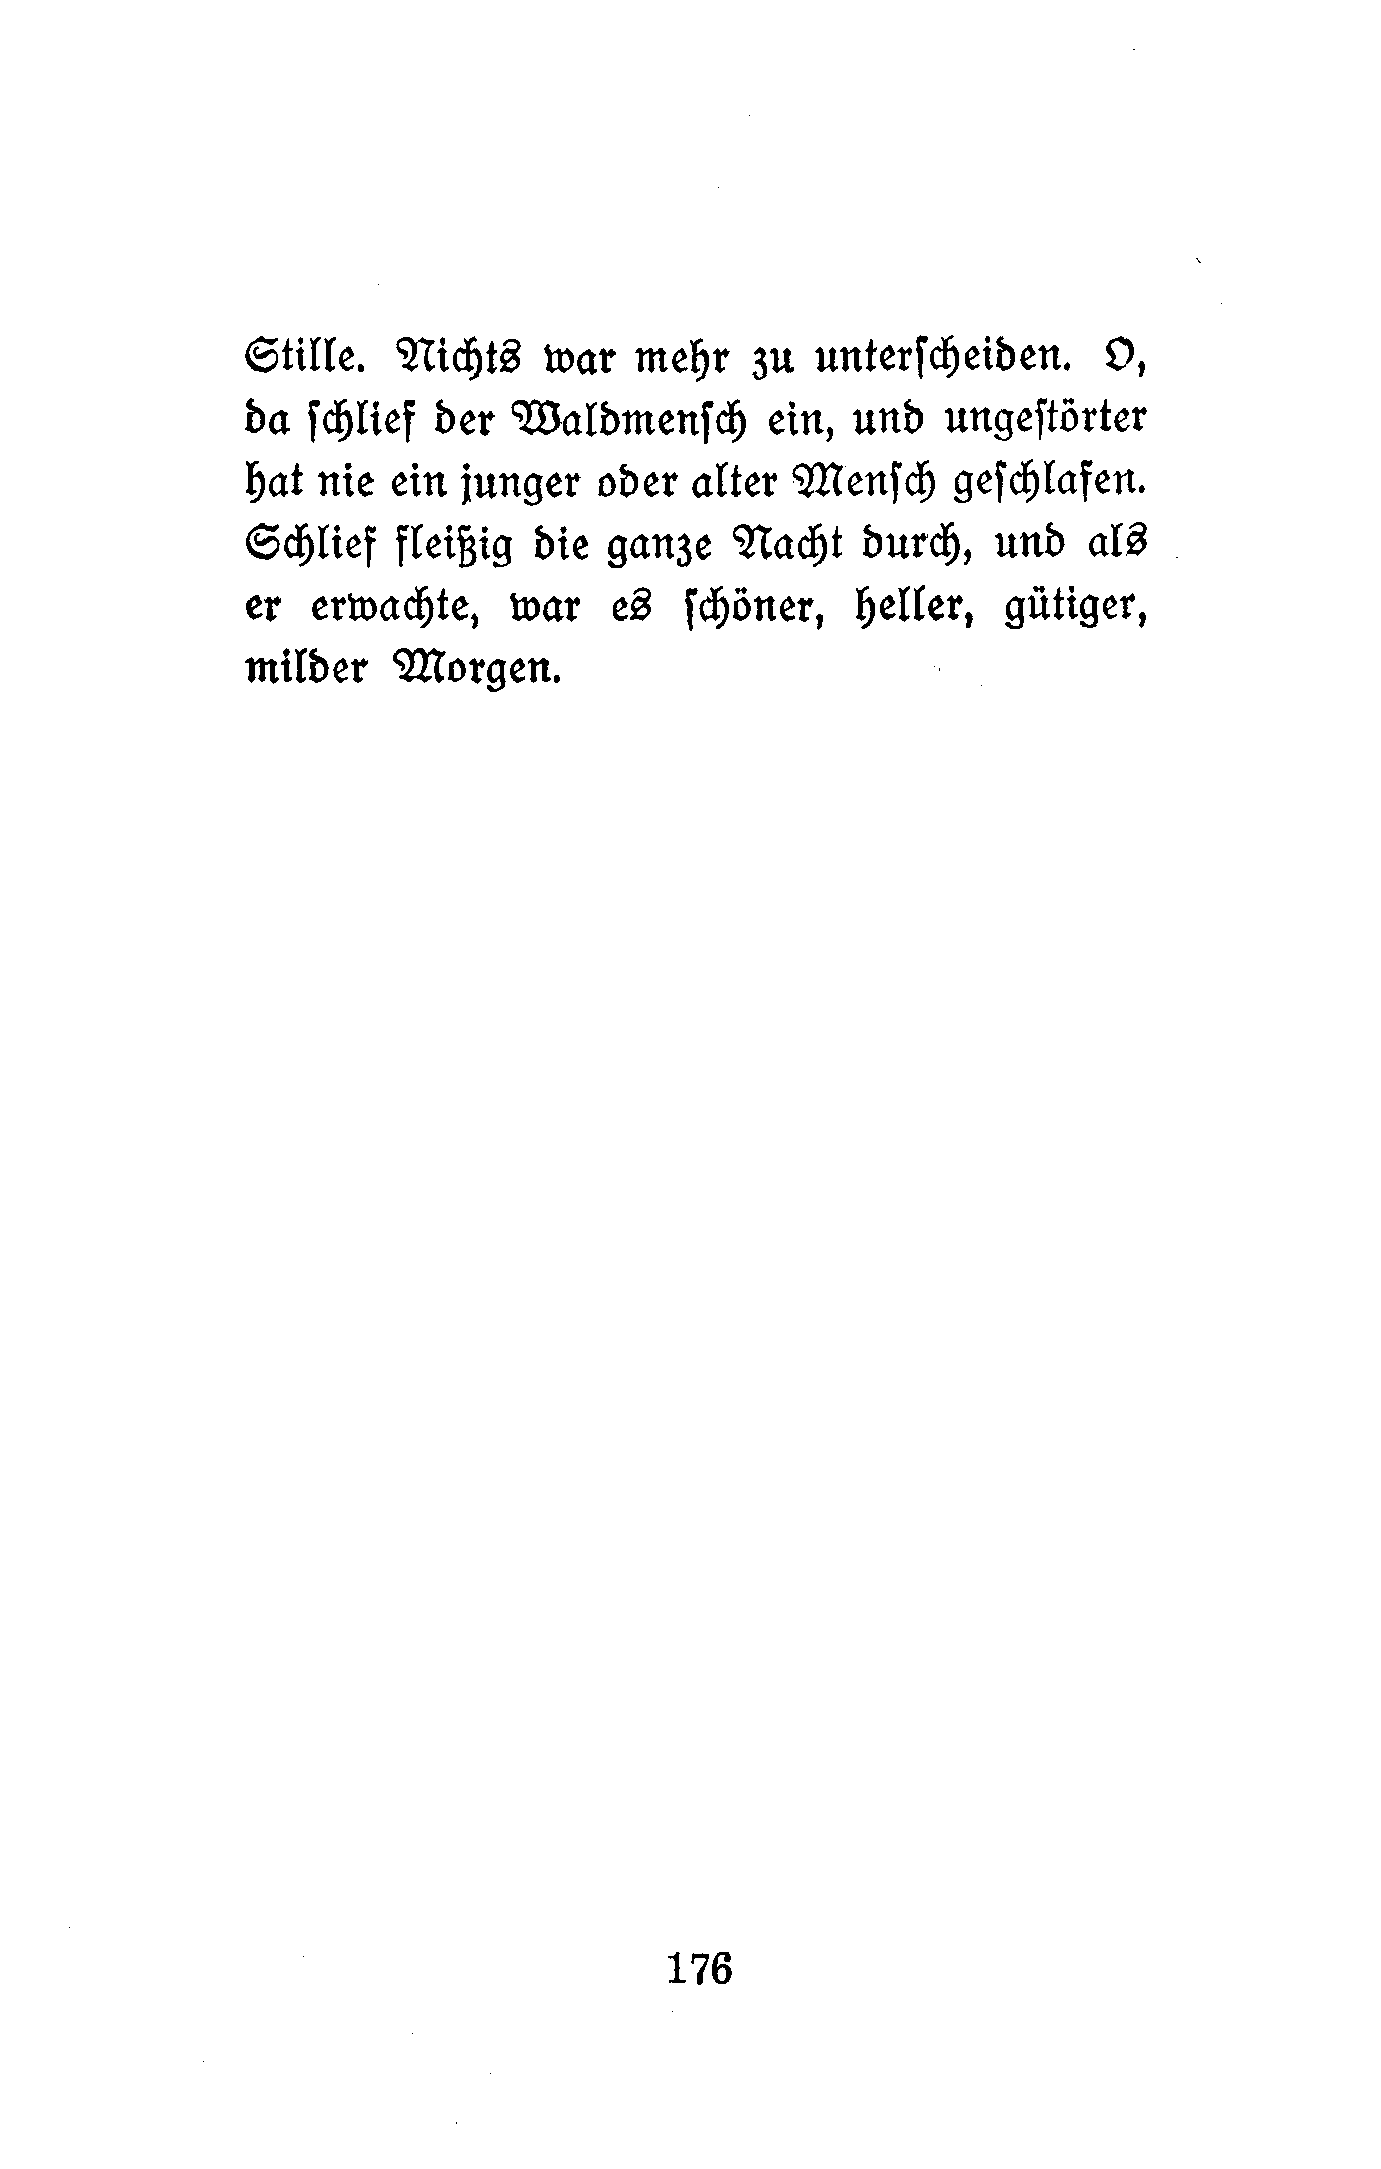 Stille. Nichts war mehr zu unterscheiden. O,
da schlief der Waldmensch ein, und ungestörter
hat nie ein junger oder alter Mensch geschlafen.
Schlief fleißig die ganze Nacht durch, und als
er erwachte, war es schöner, heller, gütiger,
milder Morgen.
176